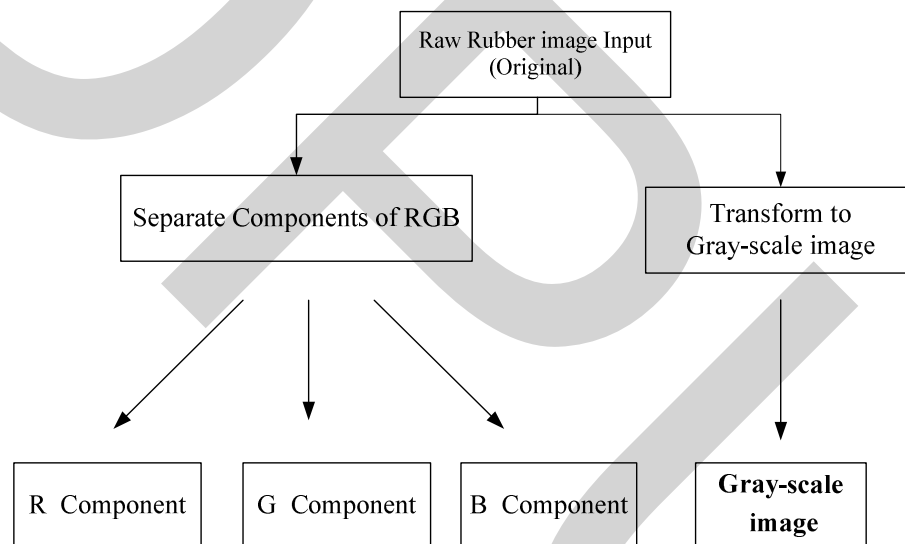 Raw Rubber image Input
(Original)
Separate Components of RGB
Transform to
Gray-scale image
R Component
G Component
B Component
Gray-scale
image